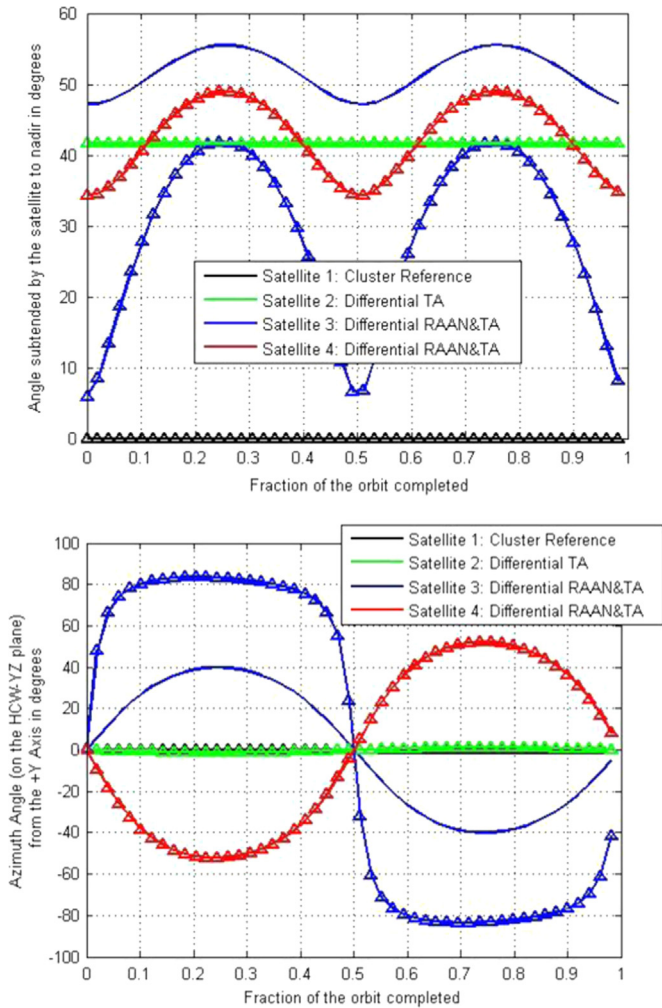 60
50
40
30
20
10
0
Angle subtended by the satellite to nadir in degrees
Satellite 1: Cluster Reference
Satellite 2: Differential TA
Satellite 3: Differential RAAN&TA
Satellite 4: Differential RAAN&TA
0 0.1 0.2 0.3 0.4 0.5 0.6 0.7 0.8 0.9 1
Fraction of the orbit completed
Satellite 1: Cluster Reference
Satellite 2: Differential TA
Satellite 3: Differential RAAN&TA
Satellite 4: Differential RAAN&TA
100
80
60
40
20
0
-20
-40
-60
-80
-100
Azimuth Angle (on the HCW-YZ plane)
from the +Y Axis in degrees
0 0.1 0.2 0.3 0.4 0.5 0.6 0.7 0.8 0.9 1
Fraction of the orbit completed